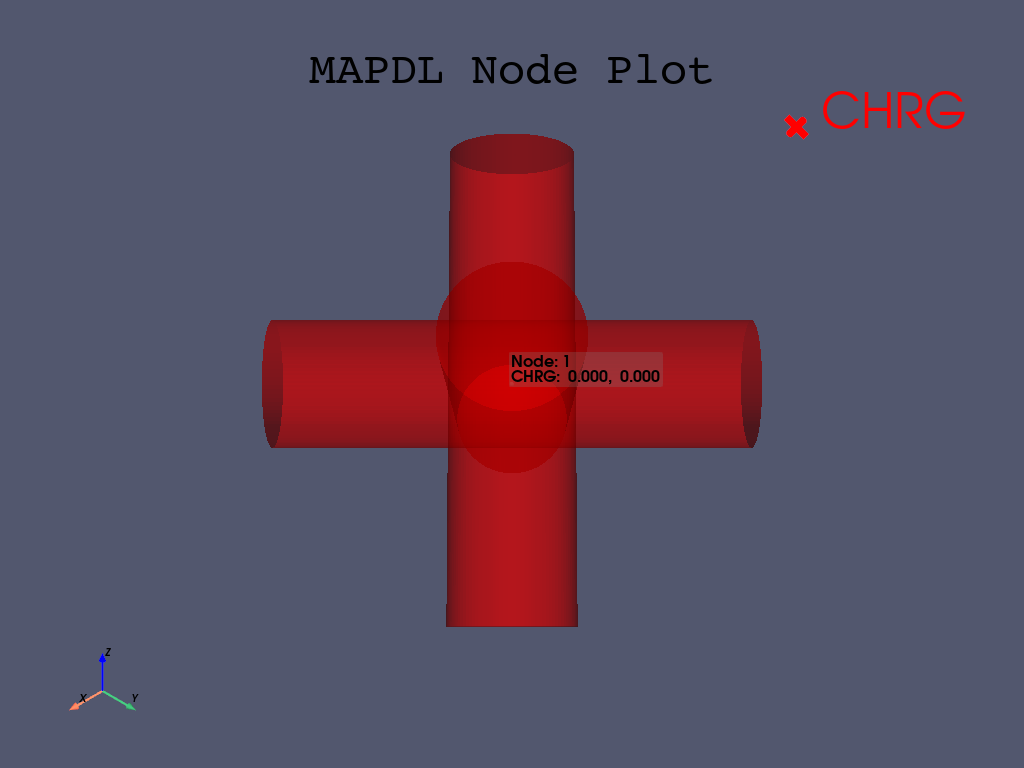 MAPDL Node Plot
CHRG
Node: 1
CHRG: 0.000, 0.000
Z
X
Y